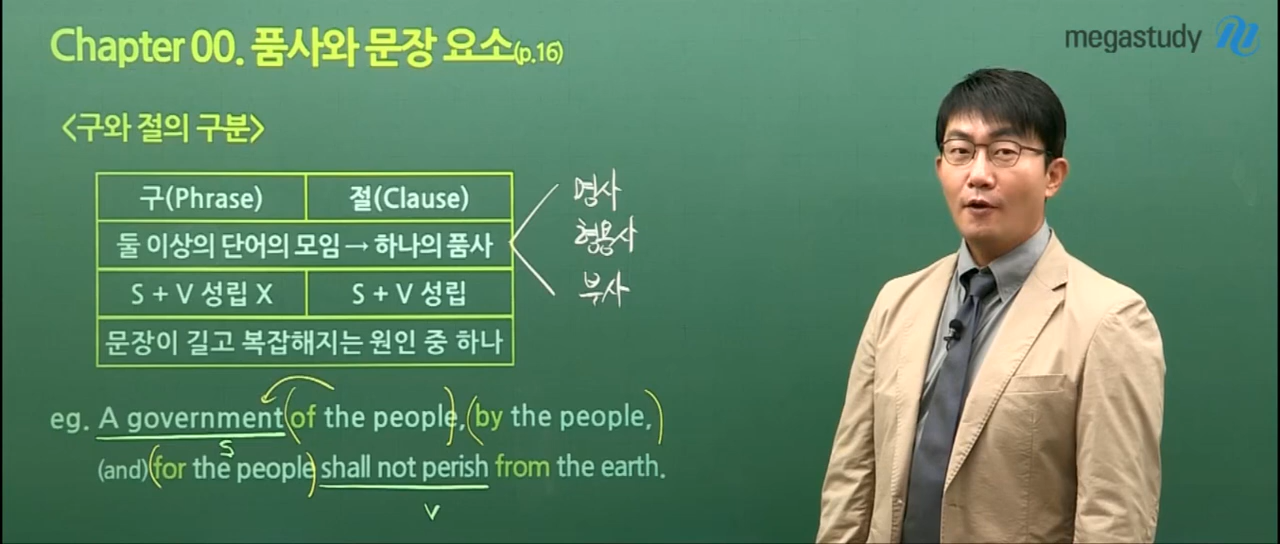 Chapter 00. 품사와 문장 요소(p.16)
megastudy
<구와 절의 구분>
구(Phrase) 절(Clause)
둘 이상의 단어의 모임 → 하나의 품사
S + V 성립 X S + V 성립
문장이 길고 복잡해지는 원인 중 하나
명사
형용사
부사
eg. A government (of the people), (by the people,)
S
(and) (for the people) shall not perish from the earth.
V